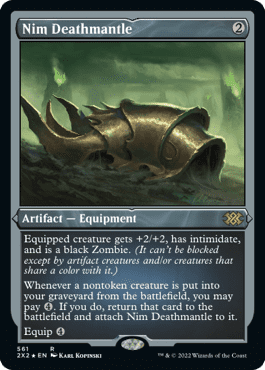 Nim Deathmantle 2
Artifact — Equipment
Equipped creature gets +2/+2, has intimidate,
and is a black Zombie. (It can't be blocked
except by artifact creatures and/or creatures that
share a color with it.)
Whenever a nontoken creature is put into
your graveyard from the battlefield, you may
pay 4. If you do, return that card to the
battlefield and attach Nim Deathmantle to it.
Equip 4
561 R
2X2 ★ EN KARL KOPINSKI ™ & © 2022 Wizards of the Coast